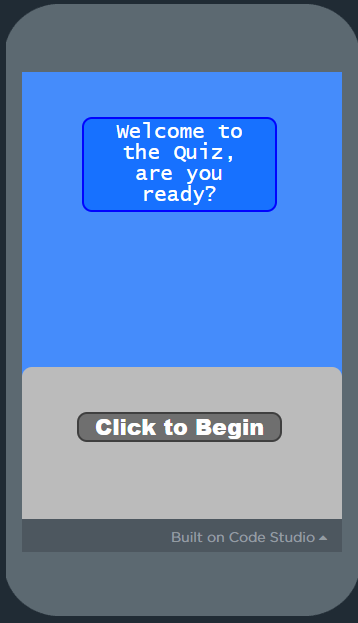 Welcome to
the Quiz,
are you
ready?
Click to Begin
Built on Code Studio